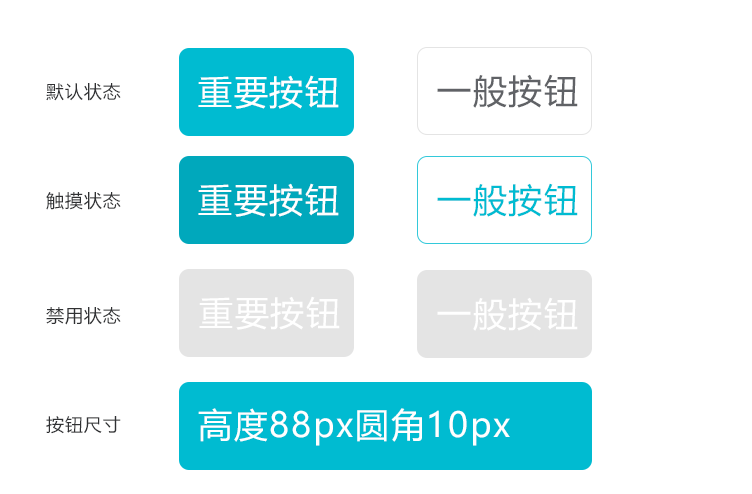 默认状态 重要按钮 一般按钮
触摸状态 重要按钮 一般按钮
禁用状态 重要按钮 一般按钮
按钮尺寸 高度88px圆角10px